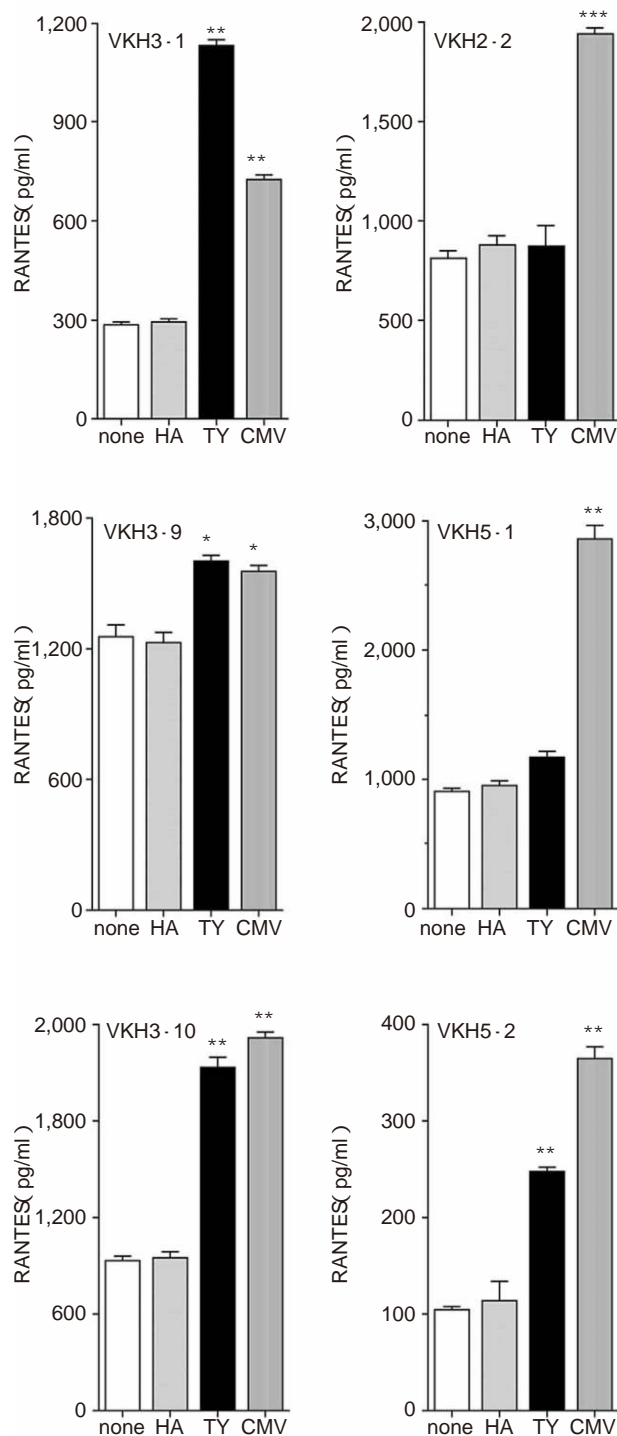 VKH3-1
**
**
RANTES( pg/ml )
1,200
900
600
300
0
none HA TY CMV
VKH2-2
***
RANTES( pg/ml )
2,000
1,500
1,000
500
0
none HA TY CMV
VKH3-9
*
*
RANTES( pg/ml )
1,800
1,200
600
0
none HA TY CMV
VKH5-1
**
RANTES( pg/ml )
3,000
2,000
1,000
0
none HA TY CMV
VKH3-10
**
**
RANTES( pg/ml )
2,000
1,800
1,200
600
0
none HA TY CMV
VKH5-2
**
**
RANTES( pg/ml )
400
300
200
100
0
none HA TY CMV